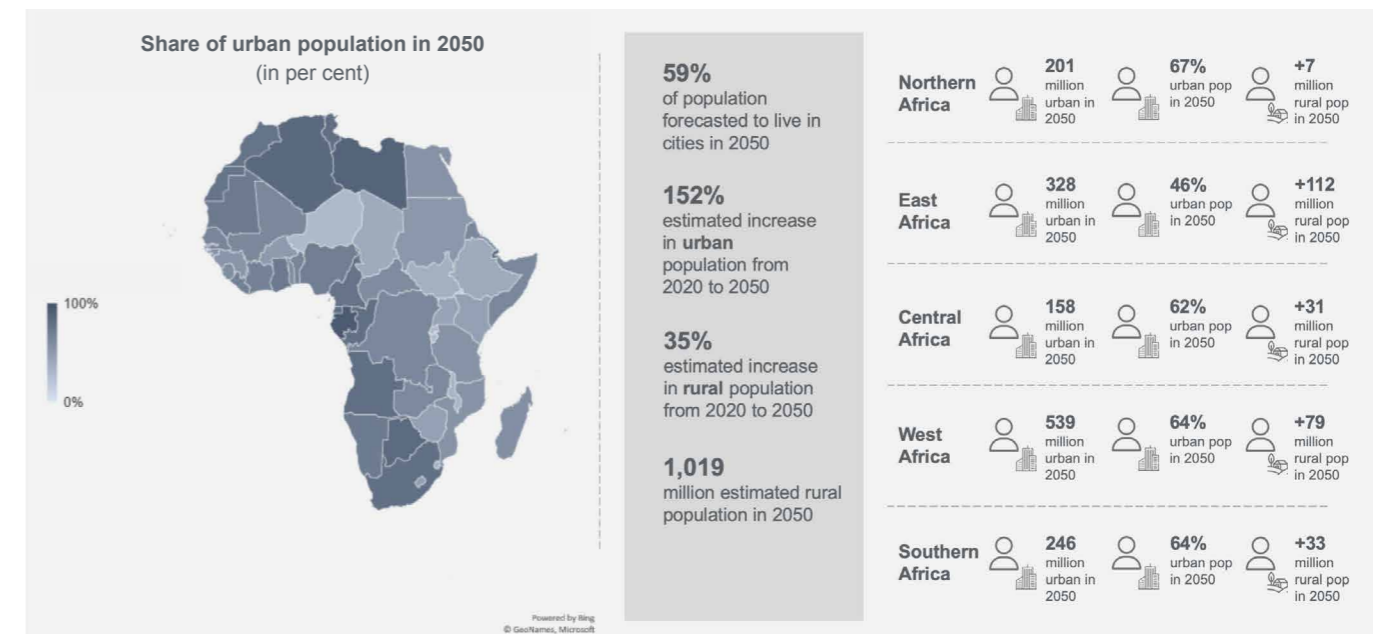 Share of urban population in 2050
(in per cent)
100%
0%
Powered by Bing
© GeoNames, Microsoft
59%
of population
forecasted to live in
cities in 2050
152%
estimated increase
in urban
population from
2020 to 2050
35%
estimated increase
in rural population
from 2020 to 2050
1,019
million estimated rural
population in 2050
Northern
Africa
201
million
urban in
2050
67%
urban pop
in 2050
+7
million
rural pop
in 2050
East
Africa
328
million
urban in
2050
46%
urban pop
in 2050
+112
million
rural pop
in 2050
Central
Africa
158
million
urban in
2050
62%
urban pop
in 2050
+31
million
rural pop
in 2050
West
Africa
539
million
urban in
2050
64%
urban pop
in 2050
+79
million
rural pop
in 2050
Southern
Africa
246
million
urban in
2050
64%
urban pop
in 2050
+33
million
rural pop
in 2050